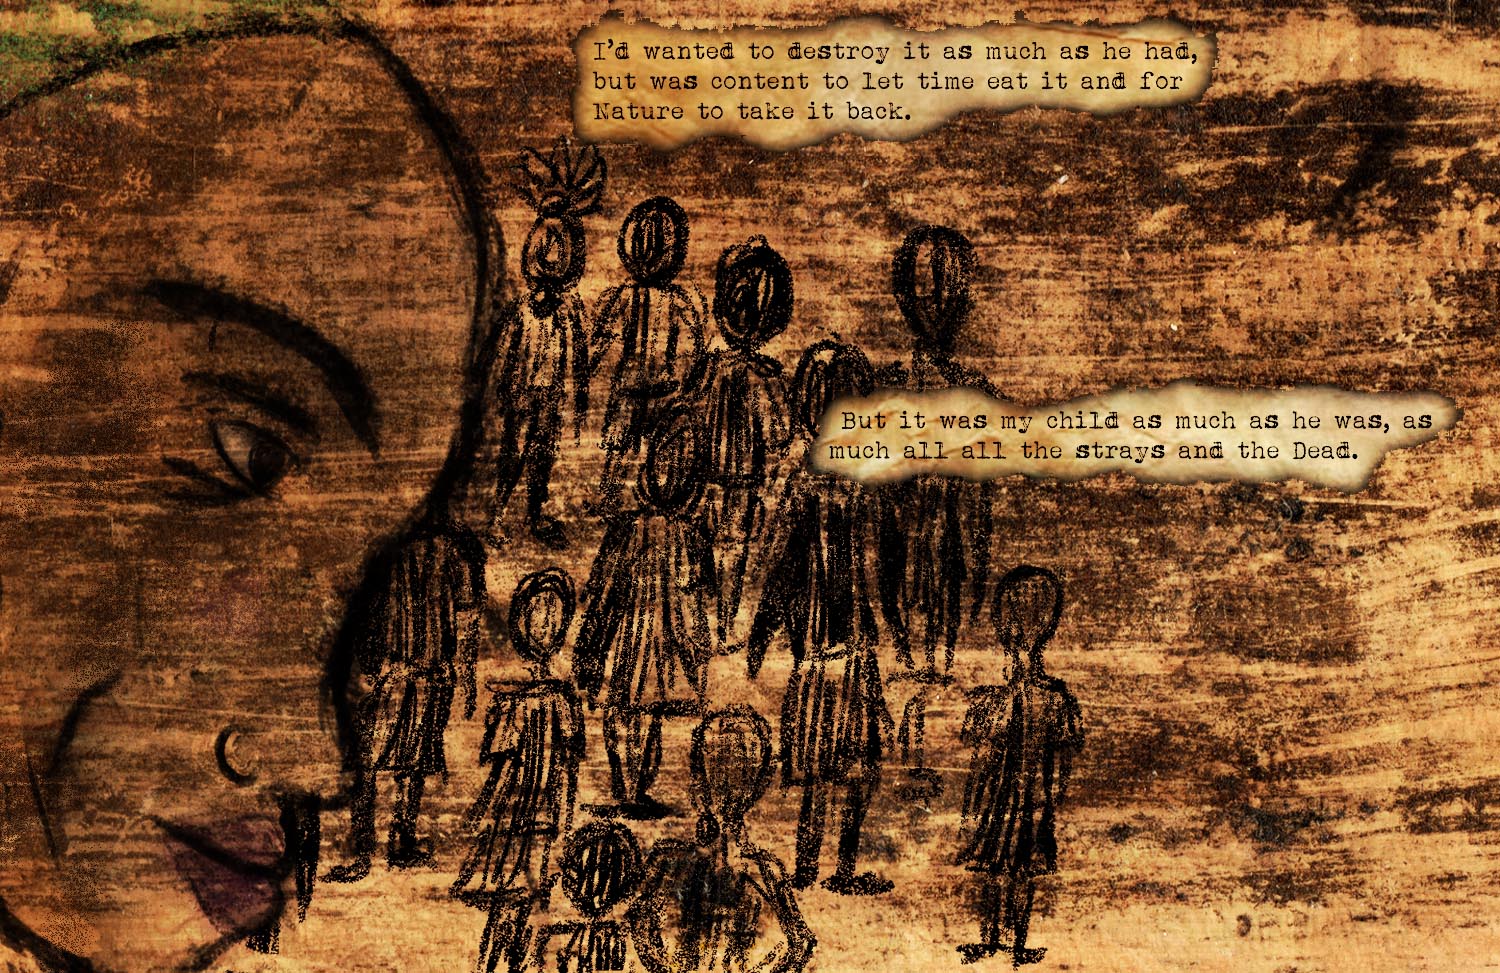 I’d wanted to destroy it as much as he had,
but was content to let time eat it and for
Nature to take it back.
But it was my child as much as he was, as
much all all the strays and the Dead.